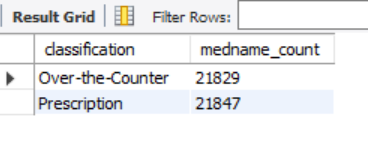 Result Grid Filter Rows:
classification medname_count
Over-the-Counter 21829
Prescription 21847